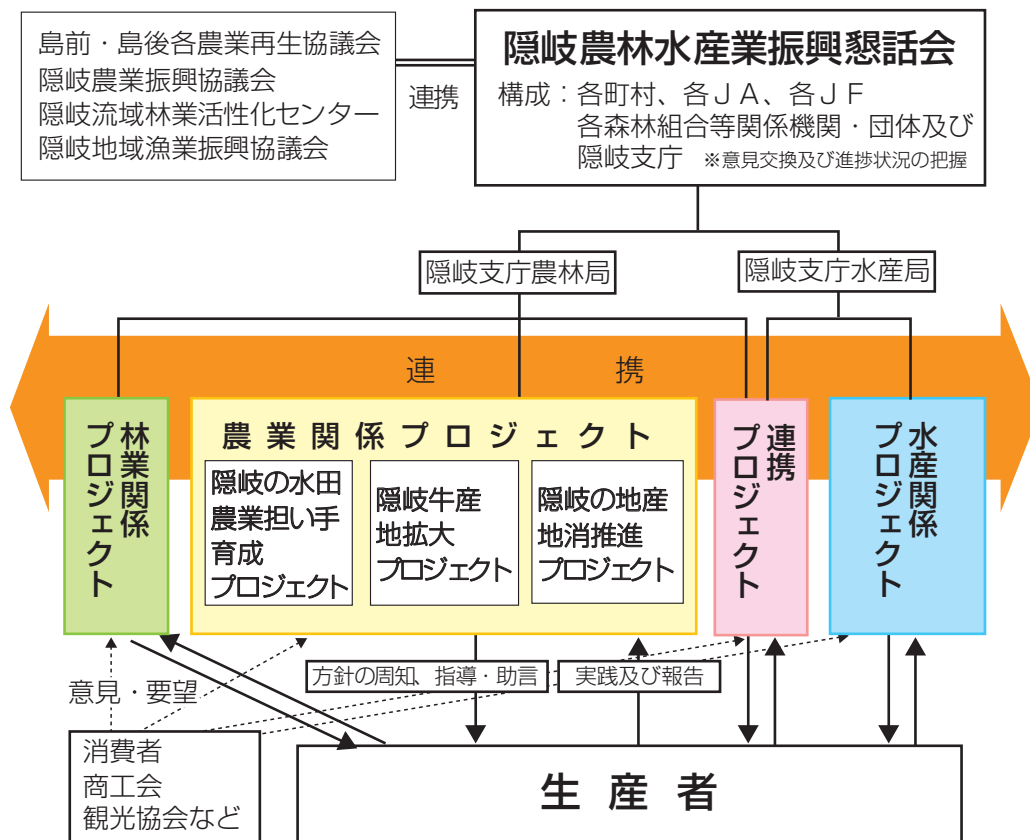 島前・島後各農業再生協議会
隠岐農業振興協議会
隠岐流域林業活性化センター
隠岐地域漁業振興協議会
連携
隠岐農林水産業振興懇話会
構成：各町村、各ＪＡ、各ＪＦ
各森林組合等関係機関・団体及び
隠岐支庁 ※意見交換及び進捗状況の把握
隠岐支庁農林局
隠岐支庁水産局
連携
林業関係
プロジェクト
農業関係プロジェクト
隠岐の水田
農業担い手
育成
プロジェクト
隠岐牛産
地拡大
プロジェクト
隠岐の地産
地消推進
プロジェクト
連携
プロジェクト
水産関係
プロジェクト
方針の周知、指導・助言
実践及び報告
意見・要望
消費者
商工会
観光協会など
生産者